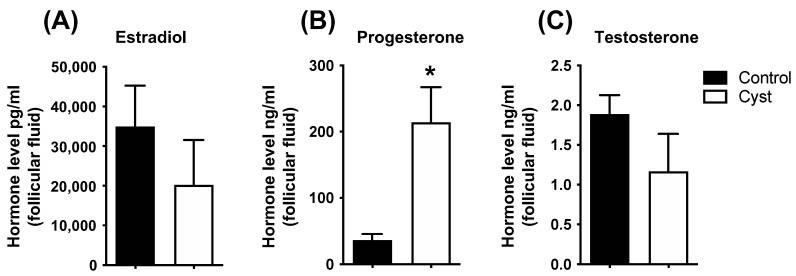 (A)
Estradiol
Hormone level pg/ml
(follicular fluid)
50,000
40,000
30,000
20,000
10,000
0
(B)
Progesterone
Hormone level ng/ml
(follicular fluid)
300
200
100
0
*
(C)
Testosterone
Hormone level ng/ml
(follicular fluid)
2.5
2.0
1.5
1.0
0.5
0.0
Control
Cyst